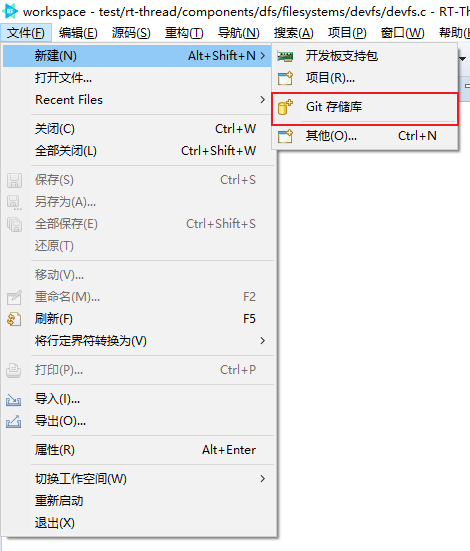 workspace - test/rt-thread/components/dfs/filesystems/devfs/devfs.c - RT-T
文件(F) 编辑(E) 源码(S) 重构(T) 导航(N) 搜索(A) 项目(P) 窗口(W) 帮助(
新建(N) Alt+Shift+N
打开文件...
Recent Files
关闭(C) Ctrl+W
全部关闭(L) Ctrl+Shift+W
保存(S) Ctrl+S
另存为(A)...
全部保存(E) Ctrl+Shift+S
还原(T)
移动(V)...
重命名(M)... F2
刷新(F) F5
将行定界符转换为(V)
打印(P)... Ctrl+P
导入(I)...
导出(O)...
属性(R) Alt+Enter
切换工作空间(W)
重新启动
退出(X)
开发板支持包
项目(R)...
Git 存储库
其他(O)... Ctrl+N